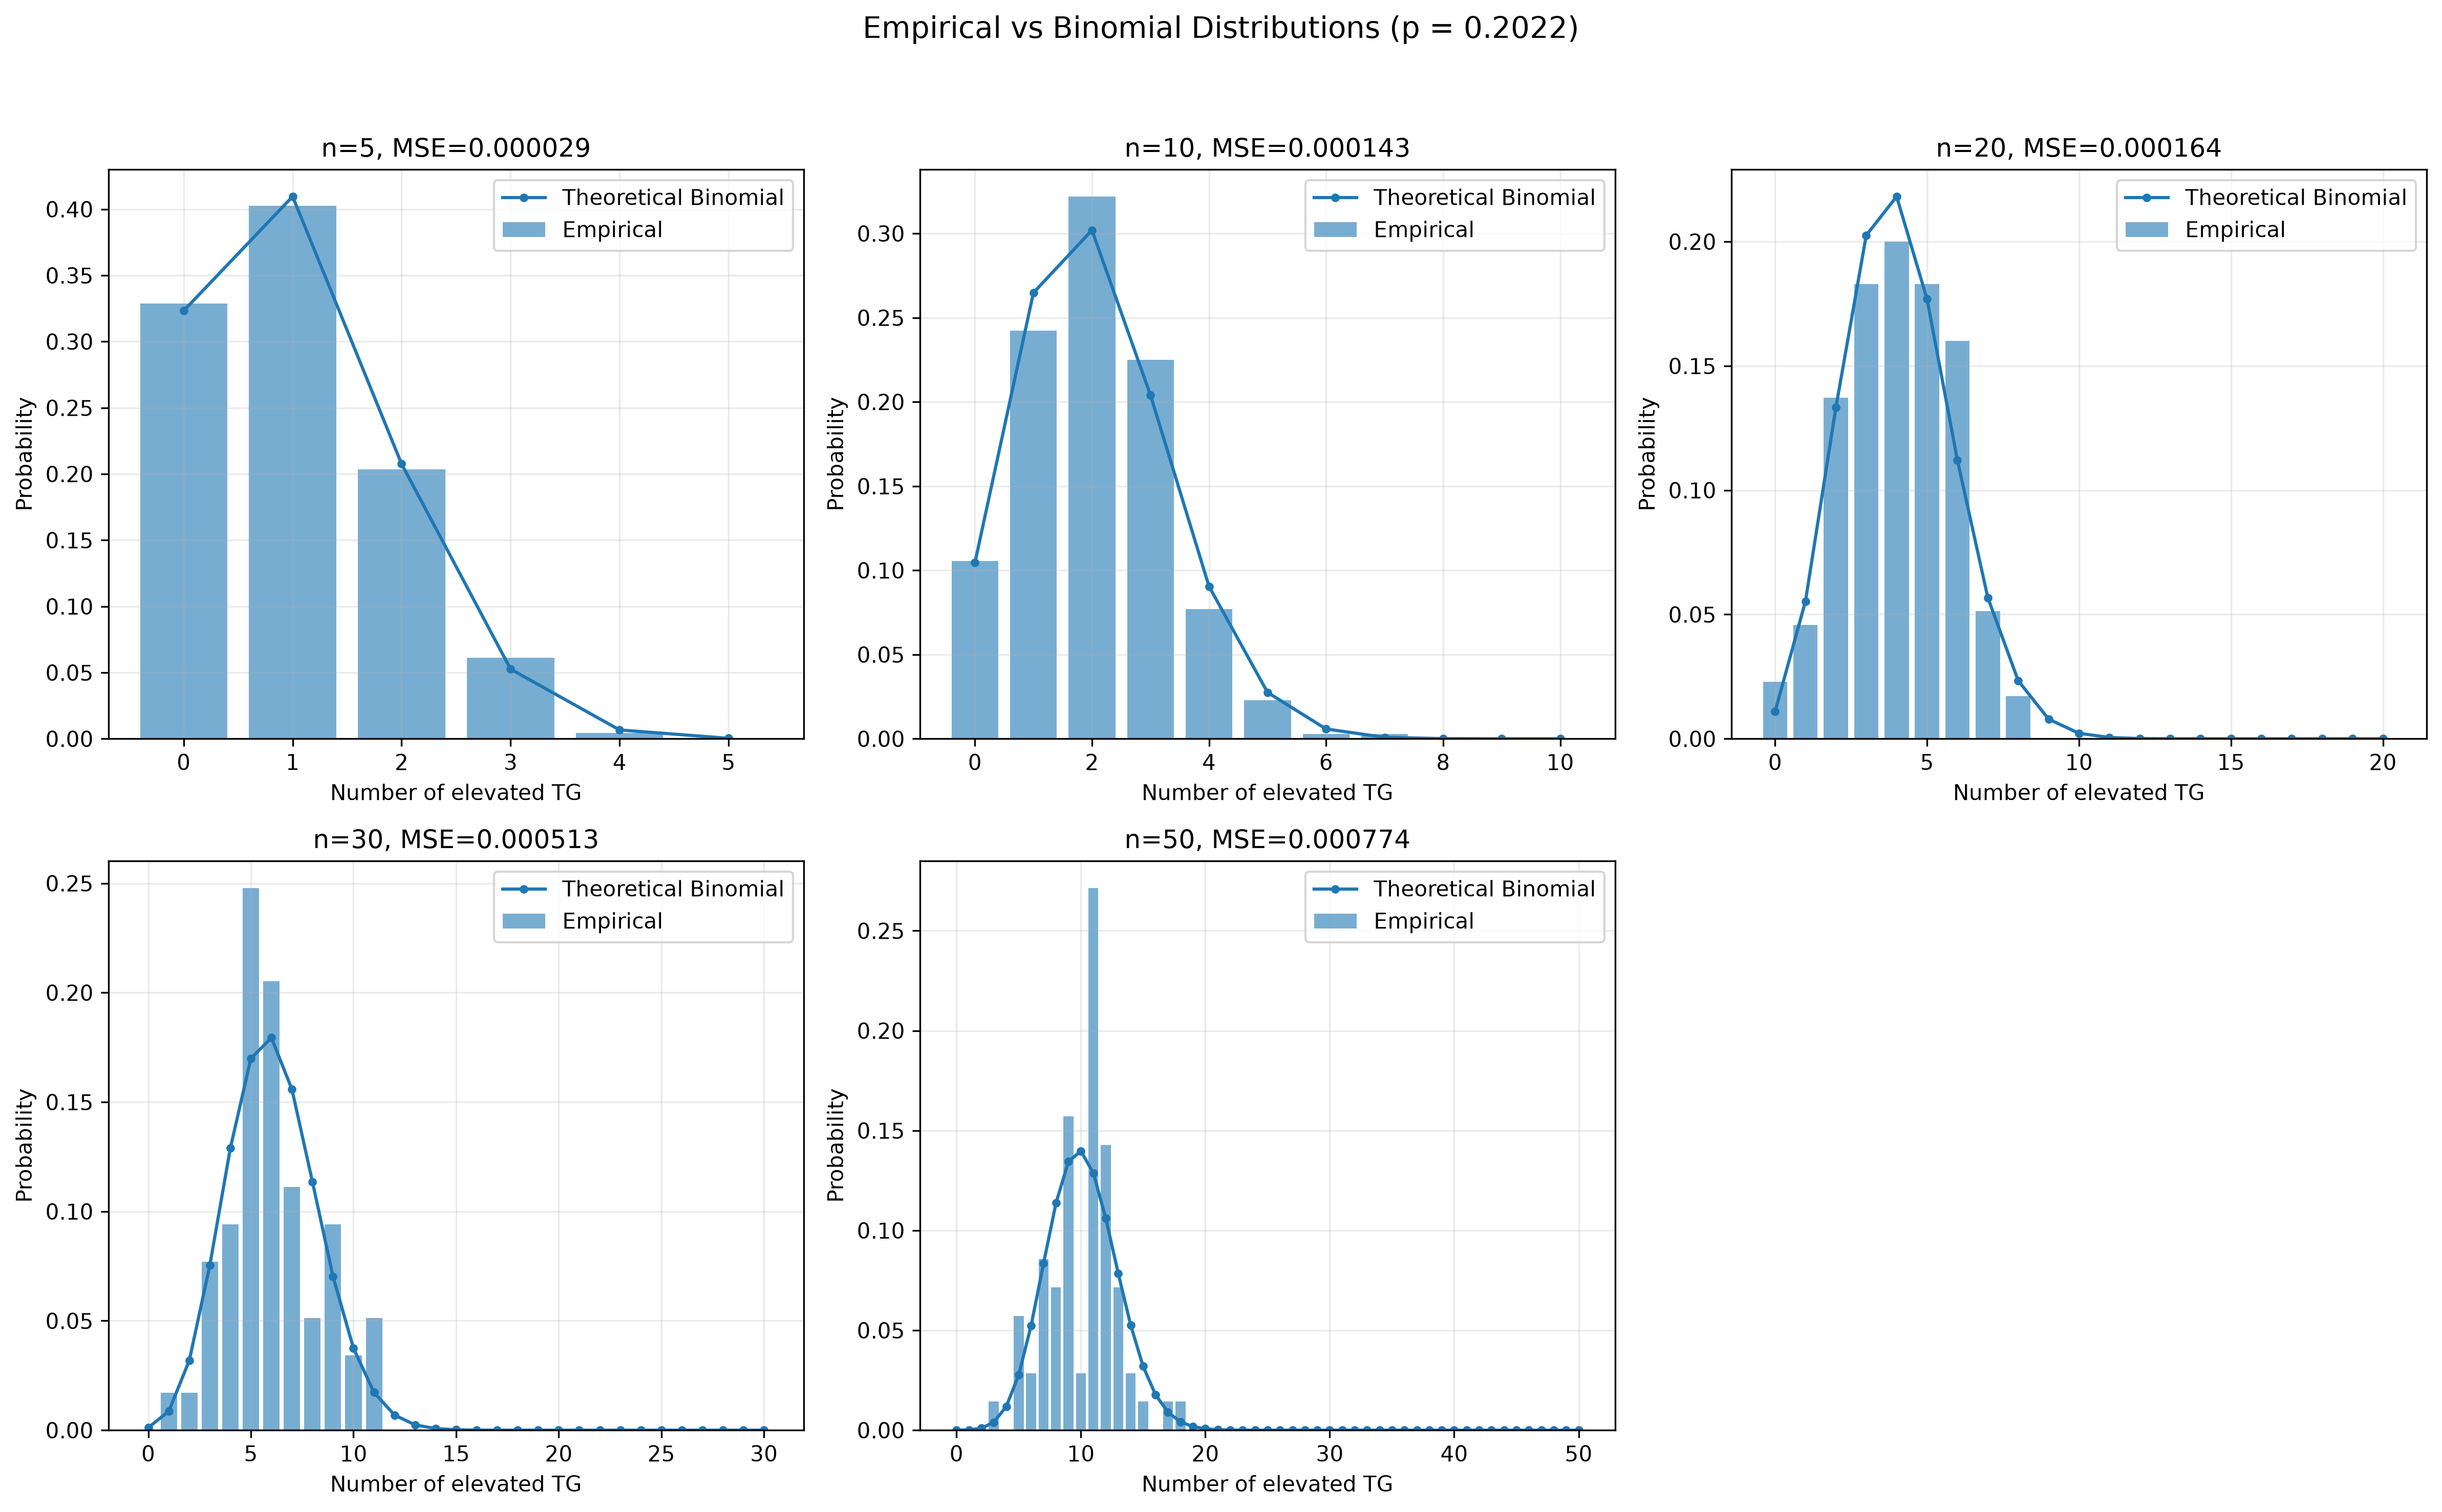 Empirical vs Binomial Distributions (p = 0.2022)
n=5, MSE=0.000029
Theoretical Binomial
Empirical
Probability
0.40
0.35
0.30
0.25
0.20
0.15
0.10
0.05
0.00
0 1 2 3 4 5
Number of elevated TG
n=10, MSE=0.000143
Theoretical Binomial
Empirical
Probability
0.30
0.25
0.20
0.15
0.10
0.05
0.00
0 2 4 6 8 10
Number of elevated TG
n=20, MSE=0.000164
Theoretical Binomial
Empirical
Probability
0.20
0.15
0.10
0.05
0.00
0 5 10 15 20
Number of elevated TG
n=30, MSE=0.000513
Theoretical Binomial
Empirical
Probability
0.25
0.20
0.15
0.10
0.05
0.00
0 5 10 15 20 25 30
Number of elevated TG
n=50, MSE=0.000774
Theoretical Binomial
Empirical
Probability
0.25
0.20
0.15
0.10
0.05
0.00
0 10 20 30 40 50
Number of elevated TG